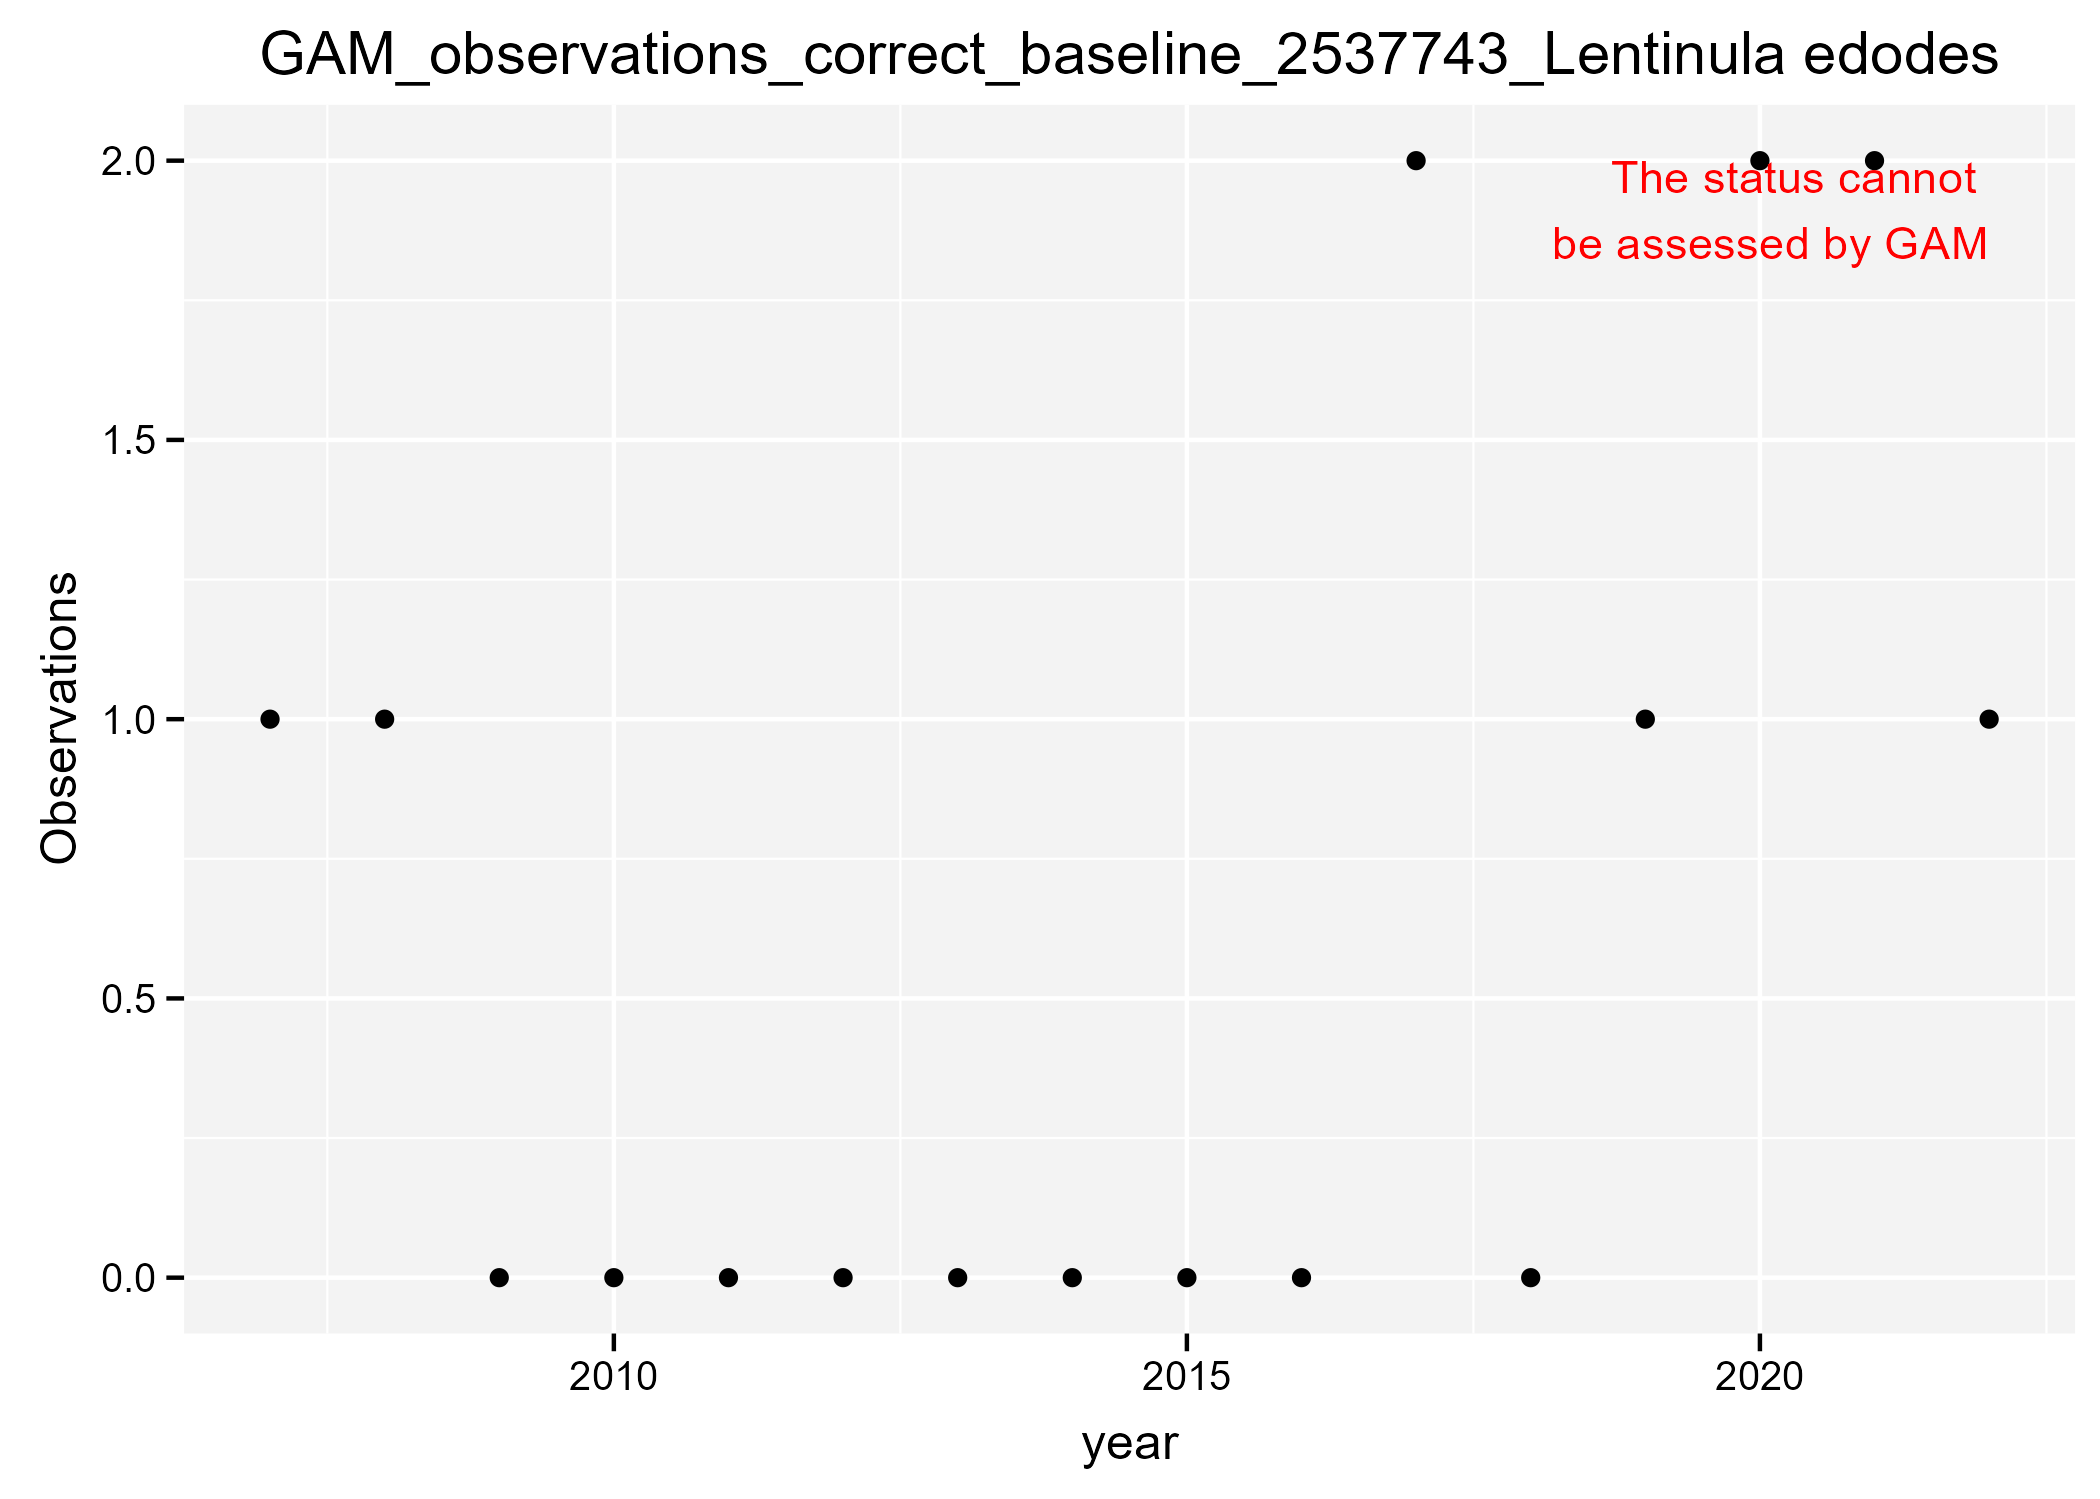 GAM_observations_correct_baseline_2537743_Lentinula edodes
2.0
The status cannot
be assessed by GAM
1.5
1.0
0.5
0.0
Observations
2010 2015 2020
year